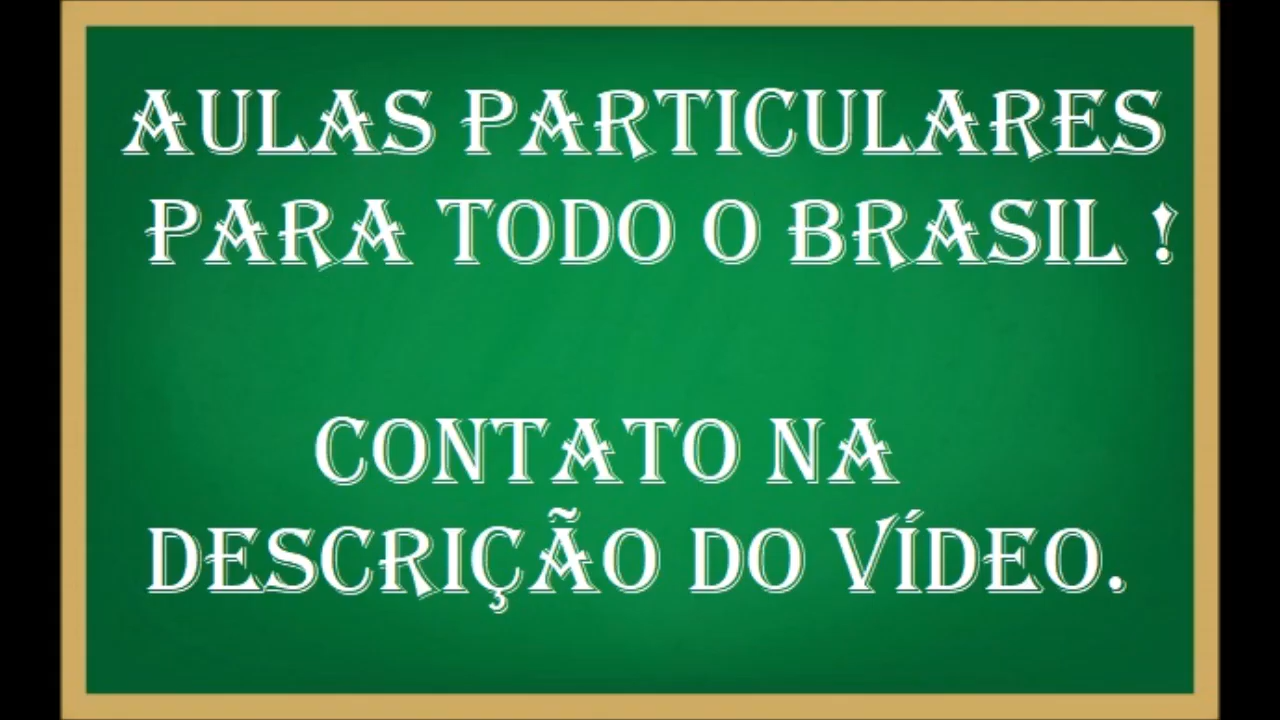 AULAS PARTICULARES
PARA TODO O BRASIL !
CONTATO NA
DESCRIÇÃO DO VÍDEO.